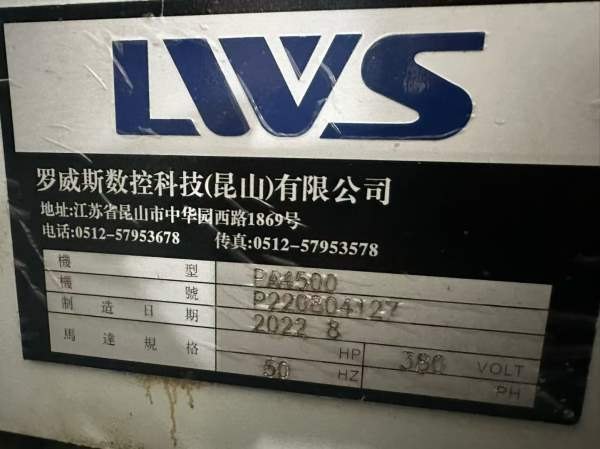 LWS
罗威斯数控科技(昆山)有限公司
地址:江苏省昆山市中华园西路1869号
电话:0512-57953678 传真:0512-57953578
機型 PA4500
機號 P220804127
制造日期 2022 8
馬達規格 HP 380 VOLT
50 HZ PH